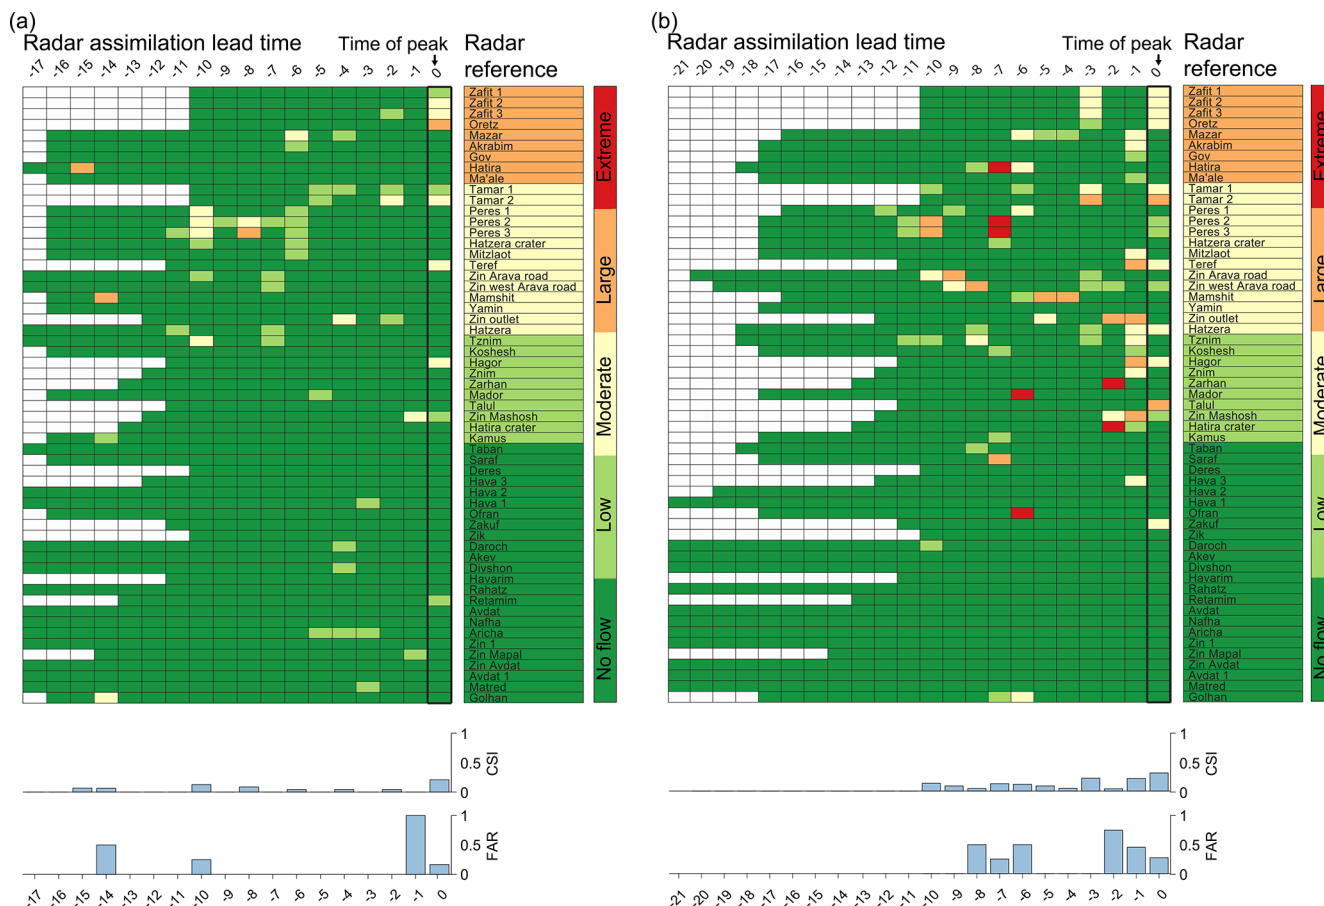 (a)
Radar assimilation lead time
Time of peak
Radar
reference
-17 -16 -15 -14 -13 -12 -11 -10 -9 -8 -7 -6 -5 -4 -3 -2 -1 0
Zafit 1
Zafit 2
Zafit 3
Oretz
Mazar
Akrabim
Gov
Hatira
Ma'ale
Tamar 1
Tamar 2
Peres 1
Peres 2
Peres 3
Hatzera crater
Mitzlaot
Teref
Zin Arava road
Zin west Arava road
Mamshit
Yamin
Zin outlet
Hatzera
Tznim
Koshesh
Hagor
Znim
Zarhan
Mador
Talul
Zin Mashosh
Hatira crater
Kamus
Taban
Saraf
Deres
Hava 3
Hava 2
Hava 1
Ofran
Zakuf
Zik
Daroch
Akev
Divshon
Havarim
Rahatz
Retamim
Avdat
Nafha
Aricha
Zin 1
Zin Mapal
Zin Avdat
Avdat 1
Matred
Golhan
Extreme
Large
Moderate
Low
No flow
1
0.5
0
CSI
1
0.5
0
FAR
-17 -16 -15 -14 -13 -12 -11 -10 -9 -8 -7 -6 -5 -4 -3 -2 -1 0
(b)
Radar assimilation lead time
Time of peak
Radar
reference
-21 -20 -19 -18 -17 -16 -15 -14 -13 -12 -11 -10 -9 -8 -7 -6 -5 -4 -3 -2 -1 0
Zafit 1
Zafit 2
Zafit 3
Oretz
Mazar
Akrabim
Gov
Hatira
Ma'ale
Tamar 1
Tamar 2
Peres 1
Peres 2
Peres 3
Hatzera crater
Mitzlaot
Teref
Zin Arava road
Zin west Arava road
Mamshit
Yamin
Zin outlet
Hatzera
Tznim
Koshesh
Hagor
Znim
Zarhan
Mador
Talul
Zin Mashosh
Hatira crater
Kamus
Taban
Saraf
Deres
Hava 3
Hava 2
Hava 1
Ofran
Zakuf
Zik
Daroch
Akev
Divshon
Havarim
Rahatz
Retamim
Avdat
Nafha
Aricha
Zin 1
Zin Mapal
Zin Avdat
Avdat 1
Matred
Golhan
Extreme
Large
Moderate
Low
No flow
1
0.5
0
CSI
1
0.5
0
FAR
-21 -20 -19 -18 -17 -16 -15 -14 -13 -12 -11 -10 -9 -8 -7 -6 -5 -4 -3 -2 -1 0